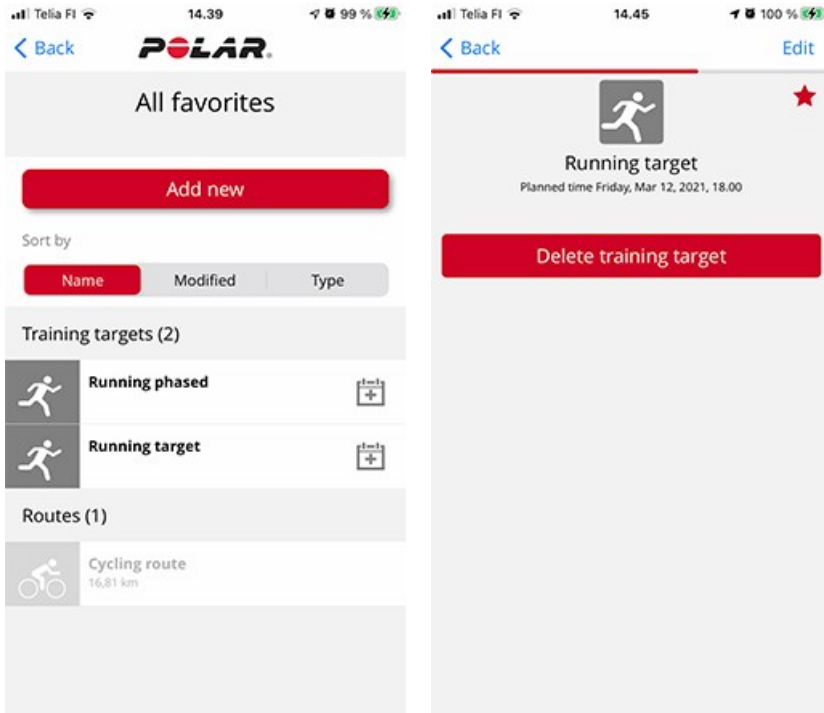 Telia FI 14.39 99 %
Back POLAR.
All favorites
Add new
Sort by
Name Modified Type
Training targets (2)
Running phased
Running target
Routes (1)
Cycling route
16,81 km
Telia FI 14.45 100 %
Back Edit
Running target
Planned time Friday, Mar 12, 2021, 18.00
Delete training target